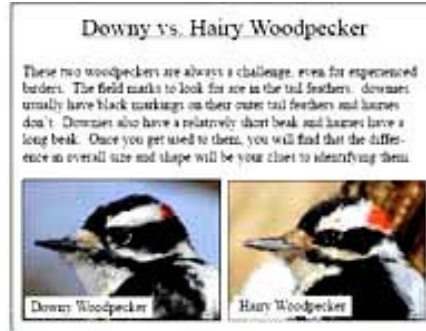 Downy vs. Hairy Woodpecker
These two woodpeckers are always a challenge, even for experienced
birders. The field marks to look for are in the tail feathers. downies
usually have black markings on their outer tail feathers and hairies
don't. Downies also have a relatively short beak and hairies have a
long beak. Once you get used to them, you will find that the differ-
ence in overall size and shape will be your clues to identifying them
Downy Woodpecker
Hairy Woodpecker